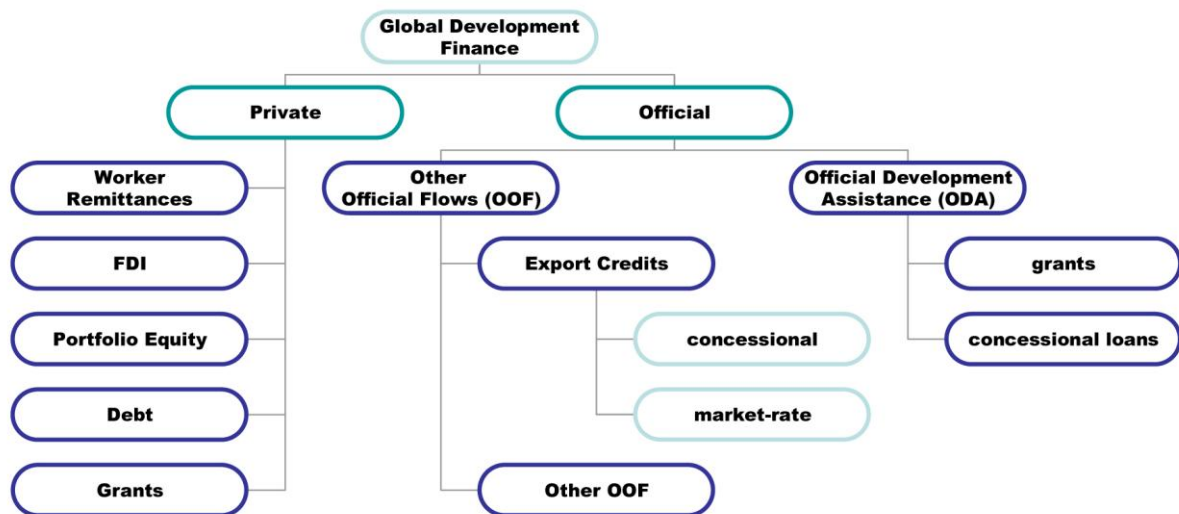 Global Development
Finance
Private
Official
Worker
Remittances
Other
Official Flows (OOF)
Official Development
Assistance (ODA)
FDI
Export Credits
grants
Portfolio Equity
concessional
concessional loans
Debt
market-rate
Grants
Other OOF